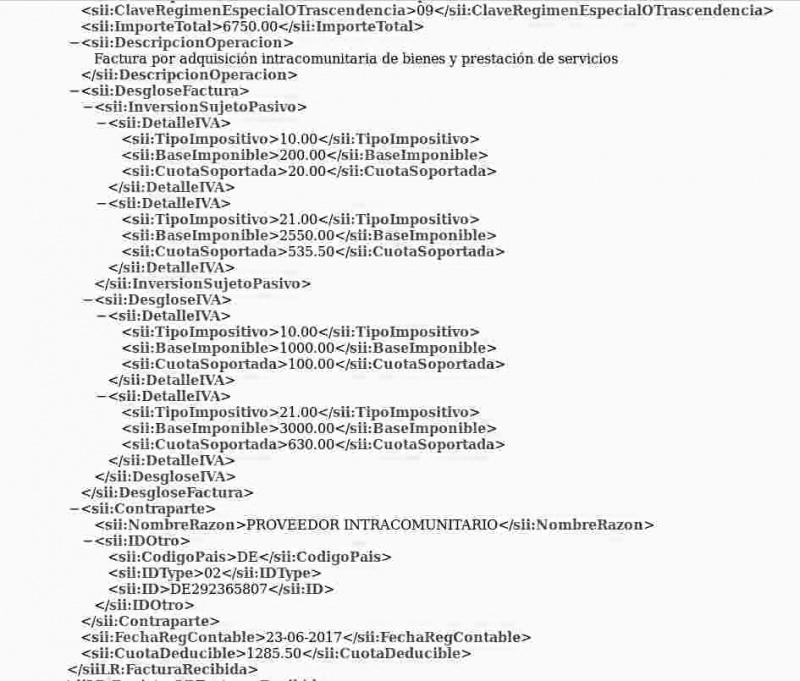 <sii:ClaveRegimenEspecialOTrascendencia>09</sii:ClaveRegimenEspecialOTrascendencia>
<sii:ImporteTotal>6750.00</sii:ImporteTotal>
−<sii:DescripcionOperacion>
Factura por adquisición intracomunitaria de bienes y prestación de servicios
</sii:DescripcionOperacion>
−<sii:DesgloseFactura>
−<sii:InversionSujetoPasivo>
−<sii:DetalleIVA>
<sii:TipoImpositivo>10.00</sii:TipoImpositivo>
<sii:BaseImponible>200.00</sii:BaseImponible>
<sii:CuotaSoportada>20.00</sii:CuotaSoportada>
</sii:DetalleIVA>
−<sii:DetalleIVA>
<sii:TipoImpositivo>21.00</sii:TipoImpositivo>
<sii:BaseImponible>2550.00</sii:BaseImponible>
<sii:CuotaSoportada>535.50</sii:CuotaSoportada>
</sii:DetalleIVA>
</sii:InversionSujetoPasivo>
−<sii:DesgloseIVA>
−<sii:DetalleIVA>
<sii:TipoImpositivo>10.00</sii:TipoImpositivo>
<sii:BaseImponible>1000.00</sii:BaseImponible>
<sii:CuotaSoportada>100.00</sii:CuotaSoportada>
</sii:DetalleIVA>
−<sii:DetalleIVA>
<sii:TipoImpositivo>21.00</sii:TipoImpositivo>
<sii:BaseImponible>3000.00</sii:BaseImponible>
<sii:CuotaSoportada>630.00</sii:CuotaSoportada>
</sii:DetalleIVA>
</sii:DesgloseIVA>
</sii:DesgloseFactura>
−<sii:Contraparte>
<sii:NombreRazon>PROVEEDOR INTRACOMUNITARIO</sii:NombreRazon>
−<sii:IDOtro>
<sii:CodigoPais>DE</sii:CodigoPais>
<sii:IDType>02</sii:IDType>
<sii:ID>DE292365807</sii:ID>
</sii:IDOtro>
</sii:Contraparte>
<sii:FechaRegContable>23-06-2017</sii:FechaRegContable>
<sii:CuotaDeducible>1285.50</sii:CuotaDeducible>
</siiLR:FacturaRecibida>